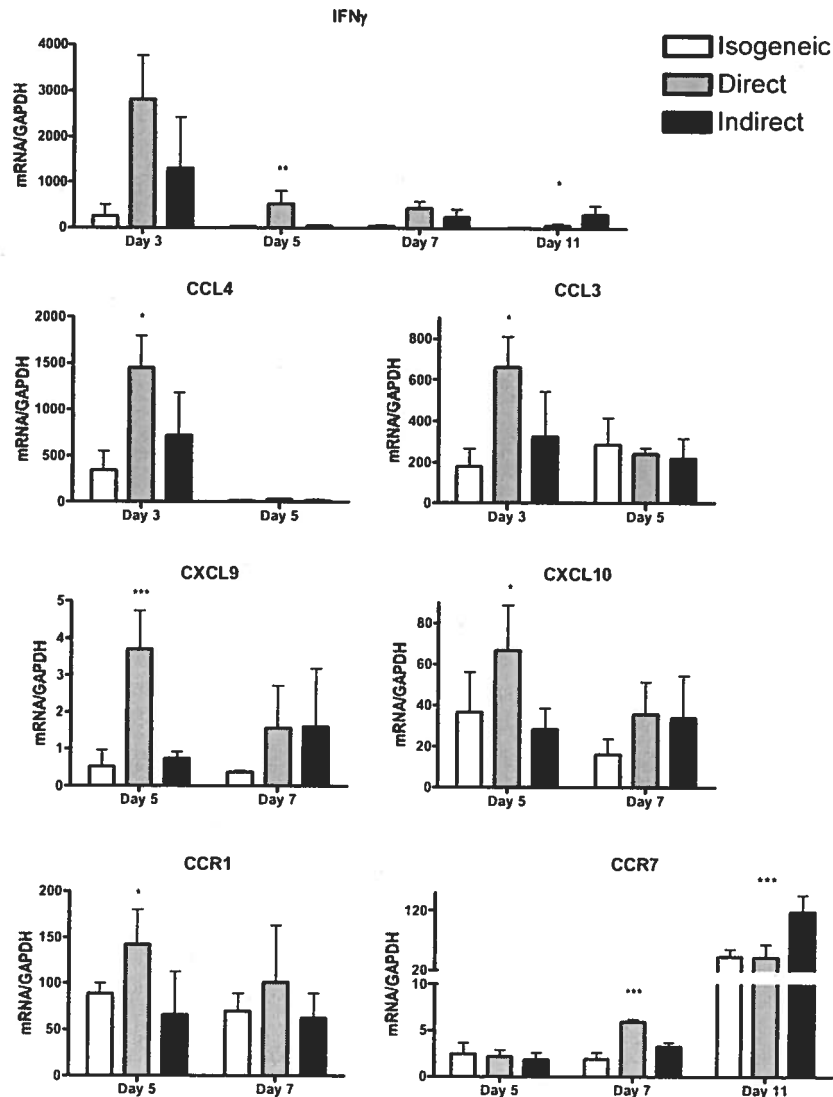 IFNγ
Isogeneic
Direct
Indirect
mRNA/GAPDH
4000
3000
2000
1000
0
**
*
Day 3
Day 5
Day 7
Day 11
CCL4
mRNA/GAPDH
2000
1500
1000
500
0
*
Day 3
Day 5
CCL3
mRNA/GAPDH
800
600
400
200
0
*
Day 3
Day 5
CXCL9
mRNA/GAPDH
5
4
3
2
1
0
***
Day 5
Day 7
CXCL10
mRNA/GAPDH
80
60
40
20
0
*
Day 5
Day 7
CCR1
mRNA/GAPDH
200
150
100
50
0
*
Day 5
Day 7
CCR7
mRNA/GAPDH
120
20
10
5
0
***
***
Day 5
Day 7
Day 11